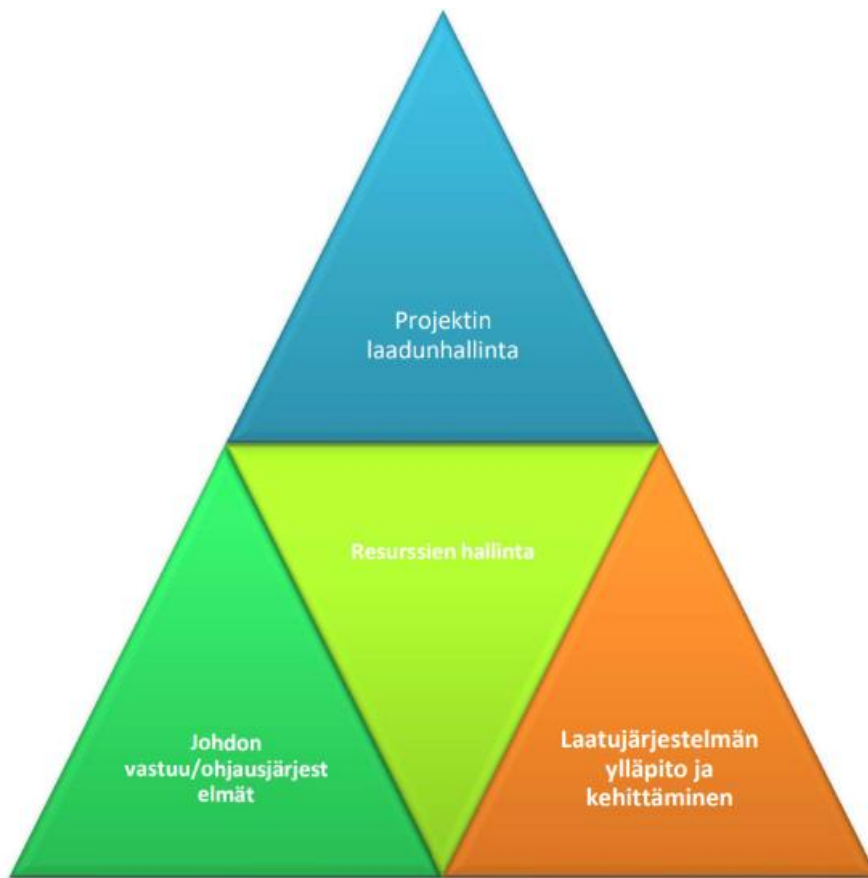 Projektin
laadunhallinta
Resurssien hallinta
Johdon
vastuu/ohjausjärjest
elmät
Laatujärjestelmän
ylläpito ja
kehittäminen